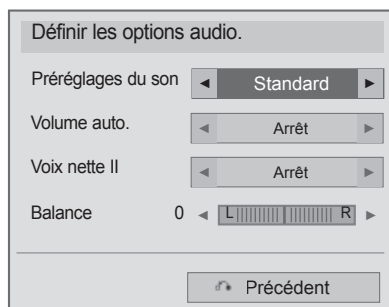 Définir les options audio.
Préréglages du son ◄ Standard ►
Volume auto. ◄ Arrêt ►
Voix nette II ◄ Arrêt ►
Balance 0 ◄ L R ►
Précédent